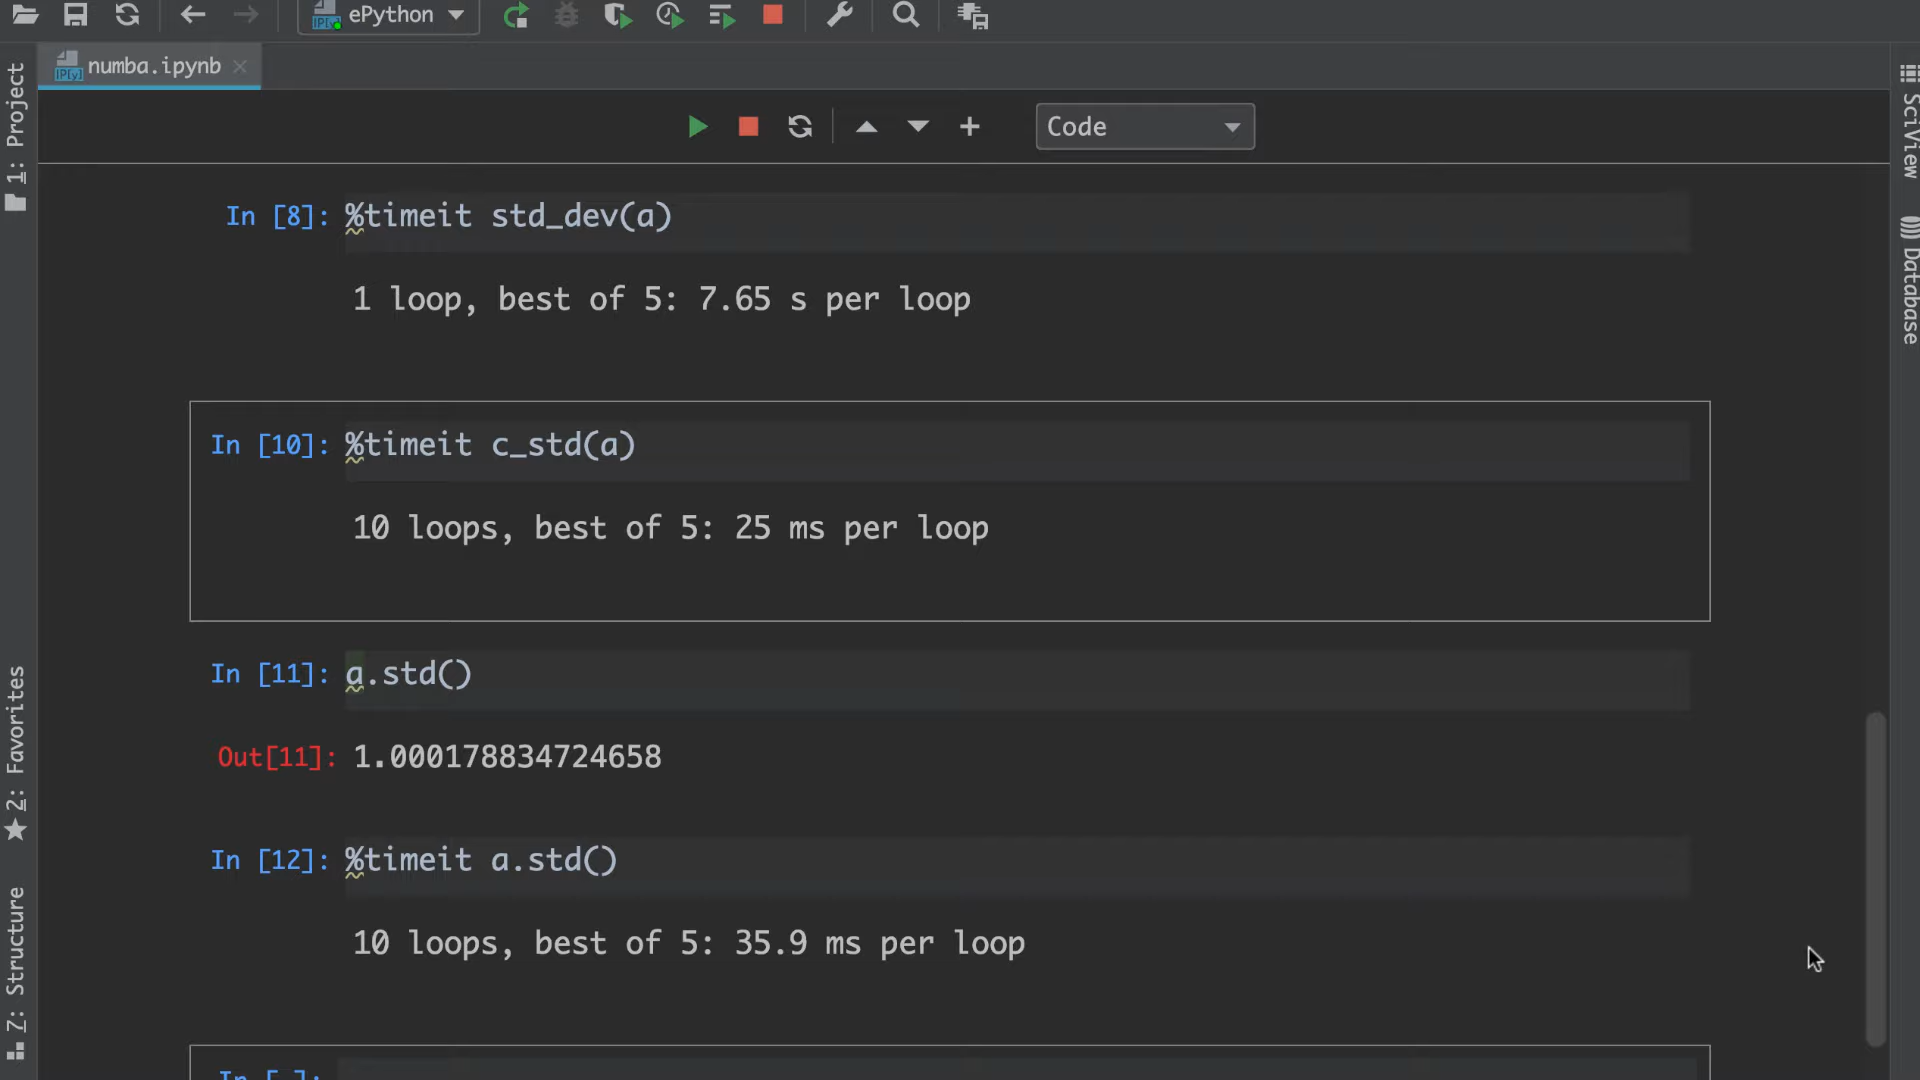 ePython
numba.ipynb
Code
1: Project
2: Favorites
7: Structure
SciView
Database
In [8]: %timeit std_dev(a)
1 loop, best of 5: 7.65 s per loop
In [10]: %timeit c_std(a)
10 loops, best of 5: 25 ms per loop
In [11]: a.std()
Out[11]: 1.000178834724658
In [12]: %timeit a.std()
10 loops, best of 5: 35.9 ms per loop
In [ ]: